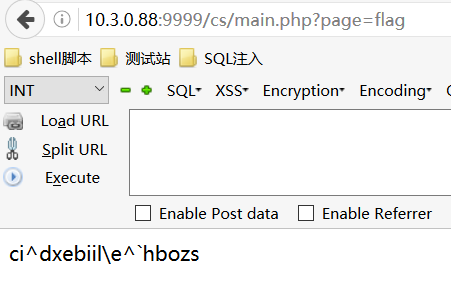 10.3.0.88:9999/cs/main.php?page=flag
shell脚本 测试站 SQL注入
INT SQL XSS Encryption Encoding
Load URL
Split URL
Execute
Enable Post data Enable Referrer
ci^dxebiil\e^`hbozs